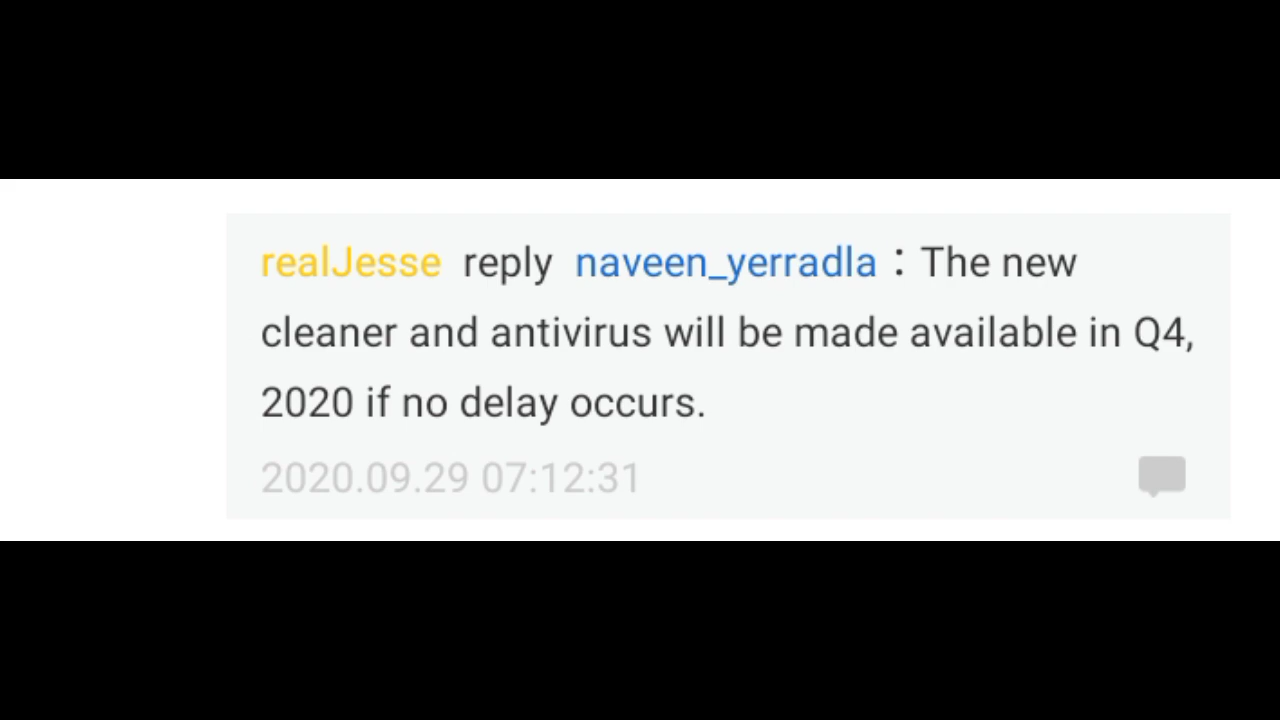 realJesse reply naveen_yerradla : The new
cleaner and antivirus will be made available in Q4,
2020 if no delay occurs.
2020.09.29 07:12:31